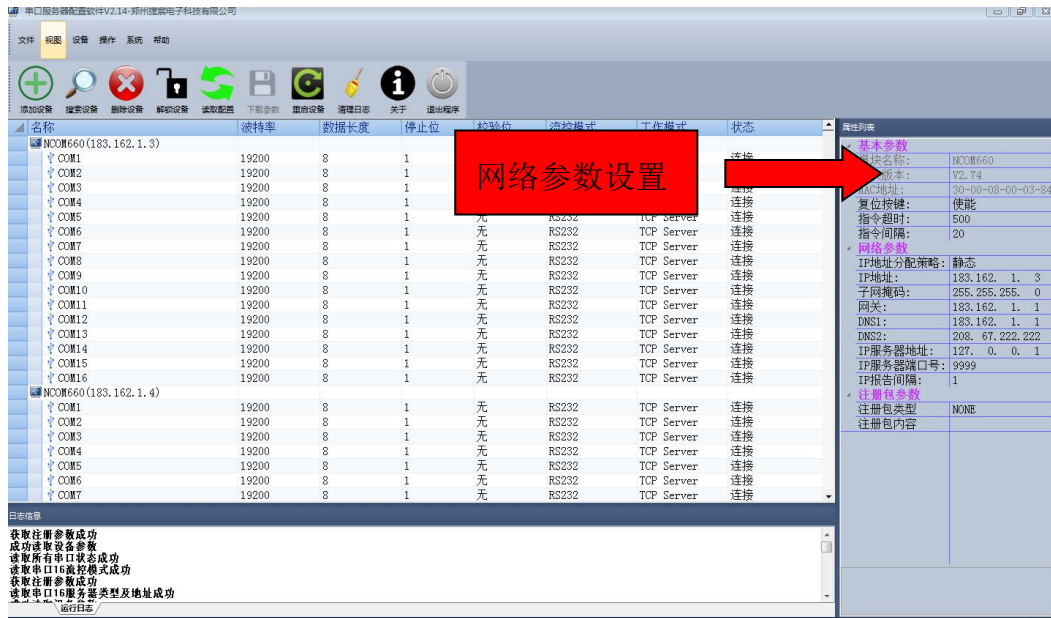 串口服务器配置软件V2.14-郑州捷宸电子科技有限公司
文件 视图 设备 操作 系统 帮助
添加设备 搜索设备 删除设备 解锁设备 读取配置 下载参数 重启设备 清理日志 关于 退出程序
名称 波特率 数据长度 停止位 校验位 流控模式 工作模式 状态
NCOM660(183.162.1.3)
COM1 19200 8 1 连接
COM2 19200 8 1
COM3 19200 8 1 连接
COM4 19200 8 1 连接
COM5 19200 8 1 无 RS232 TCP Server 连接
COM6 19200 8 1 无 RS232 TCP Server 连接
COM7 19200 8 1 无 RS232 TCP Server 连接
COM8 19200 8 1 无 RS232 TCP Server 连接
COM9 19200 8 1 无 RS232 TCP Server 连接
COM10 19200 8 1 无 RS232 TCP Server 连接
COM11 19200 8 1 无 RS232 TCP Server 连接
COM12 19200 8 1 无 RS232 TCP Server 连接
COM13 19200 8 1 无 RS232 TCP Server 连接
COM14 19200 8 1 无 RS232 TCP Server 连接
COM15 19200 8 1 无 RS232 TCP Server 连接
COM16 19200 8 1 无 RS232 TCP Server 连接
NCOM660(183.162.1.4)
COM1 19200 8 1 无 RS232 TCP Server 连接
COM2 19200 8 1 无 RS232 TCP Server 连接
COM3 19200 8 1 无 RS232 TCP Server 连接
COM4 19200 8 1 无 RS232 TCP Server 连接
COM5 19200 8 1 无 RS232 TCP Server 连接
COM6 19200 8 1 无 RS232 TCP Server 连接
COM7 19200 8 1 无 RS232 TCP Server 连接
网络参数设置
属性列表
基本参数
块名称: NCOM660
版本: V2.74
MAC地址: 30-00-08-00-03-84
复位按键: 使能
指令超时: 500
指令间隔: 20
网络参数
IP地址分配策略: 静态
IP地址: 183.162. 1. 3
子网掩码: 255.255.255. 0
网关: 183.162. 1. 1
DNS1: 183.162. 1. 1
DNS2: 208. 67.222.222
IP服务器地址: 127. 0. 0. 1
IP服务器端口号: 9999
IP报告间隔: 1
注册包参数
注册包类型 NONE
注册包内容
日志信息
获取注册参数成功
成功读取设备参数
读取所有串口状态成功
读取串口16流控模式成功
获取注册参数成功
读取串口16服务器类型及地址成功
运行日志